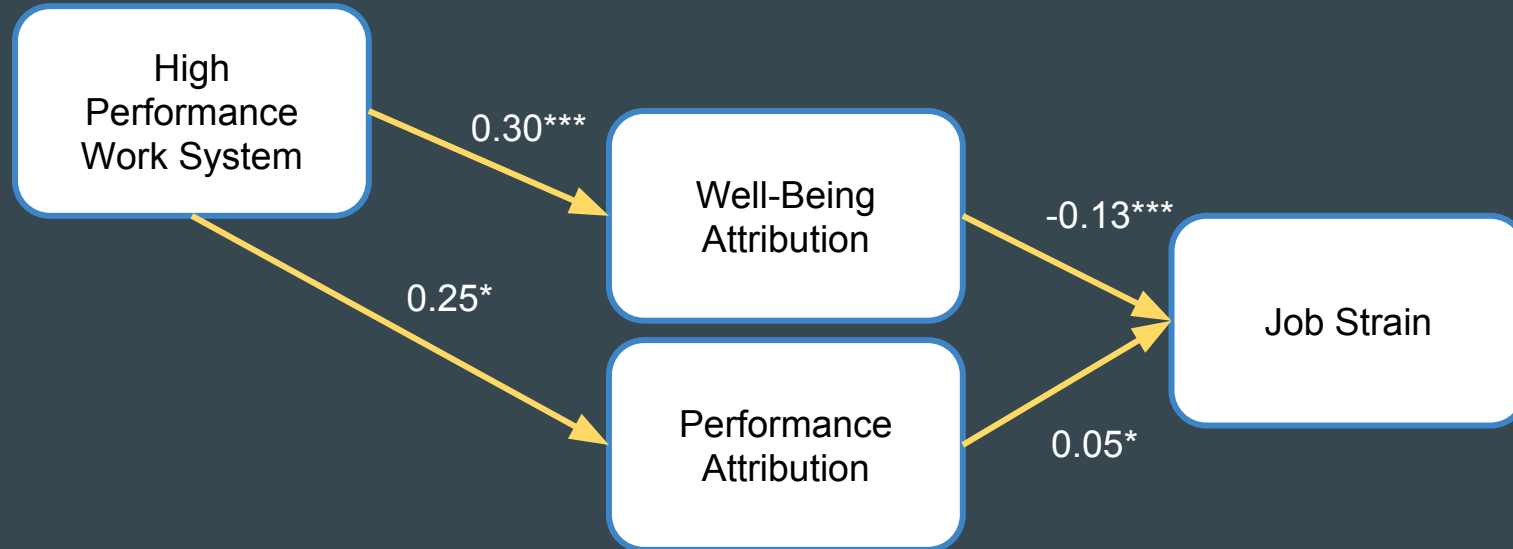 High
Performance
Work System
0.30***
Well-Being
Attribution
-0.13***
Job Strain
0.25*
Performance
Attribution
0.05*